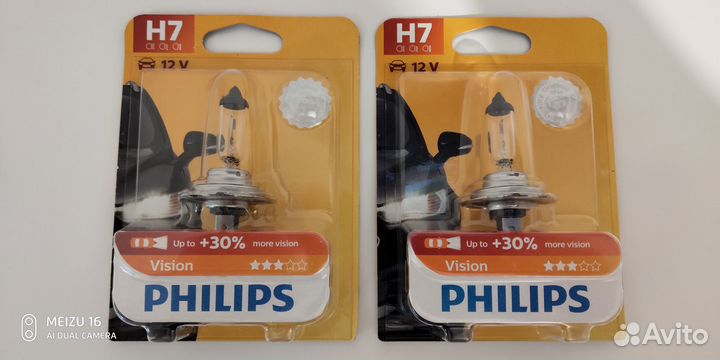 H7
12 V
Up to +30% more vision
Vision
PHILIPS
H7
12 V
Up to +30% more vision
Vision
PHILIPS
MEIZU 16
AI DUAL CAMERA
Avito